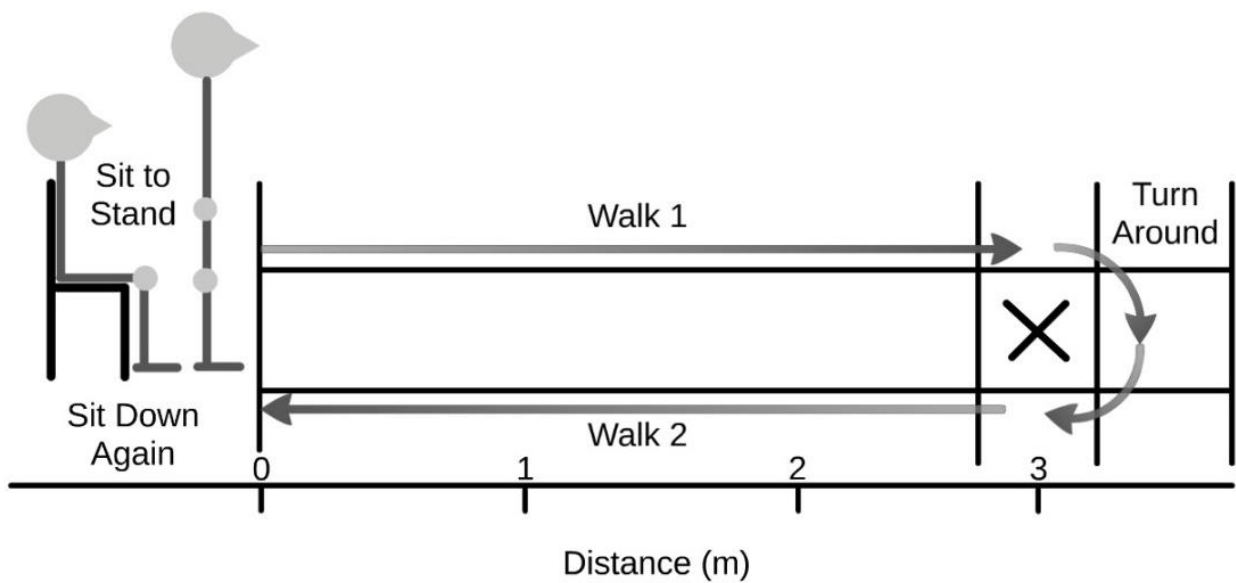 Sit to
Stand
Walk 1
Turn
Around
Sit Down
Again
Walk 2
0 1 2 3
Distance (m)